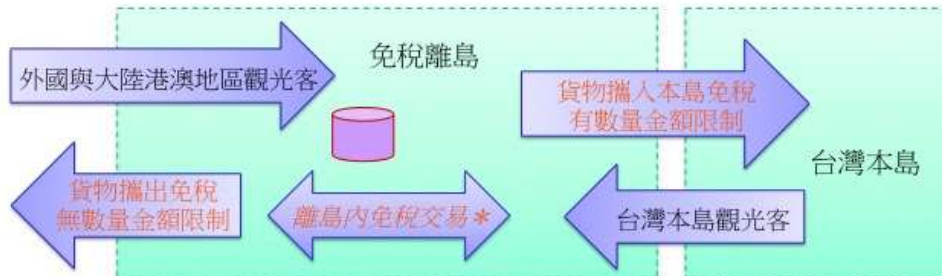 外國與大陸港澳地區觀光客
免稅離島
貨物攜入本島免稅
有數量金額限制
台灣本島
貨物攜出免稅
無數量金額限制
離島內免稅交易*
台灣本島觀光客